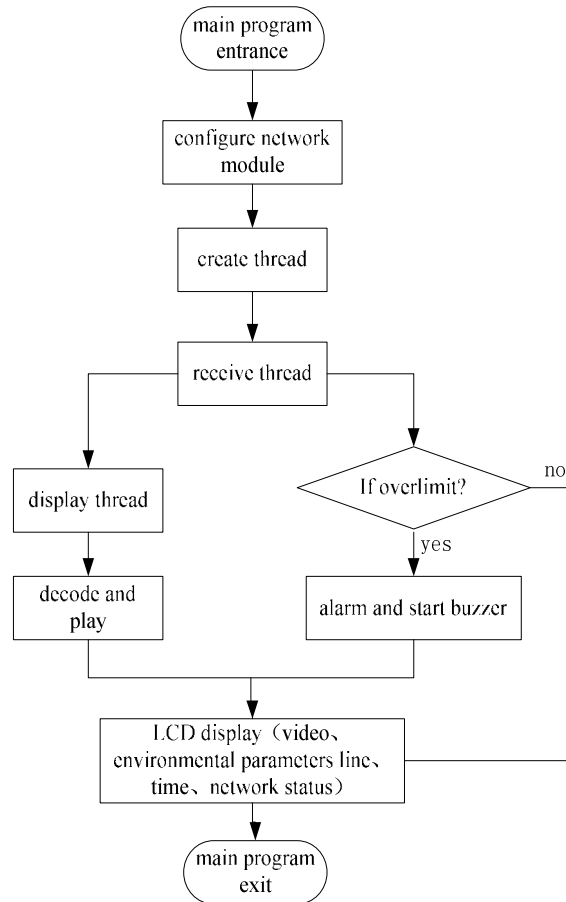 main program
entrance
configure network
module
create thread
receive thread
display thread
If overlimit?
no
yes
decode and
play
alarm and start buzzer
LCD display（video、
environmental parameters line、
time、network status）
main program
exit